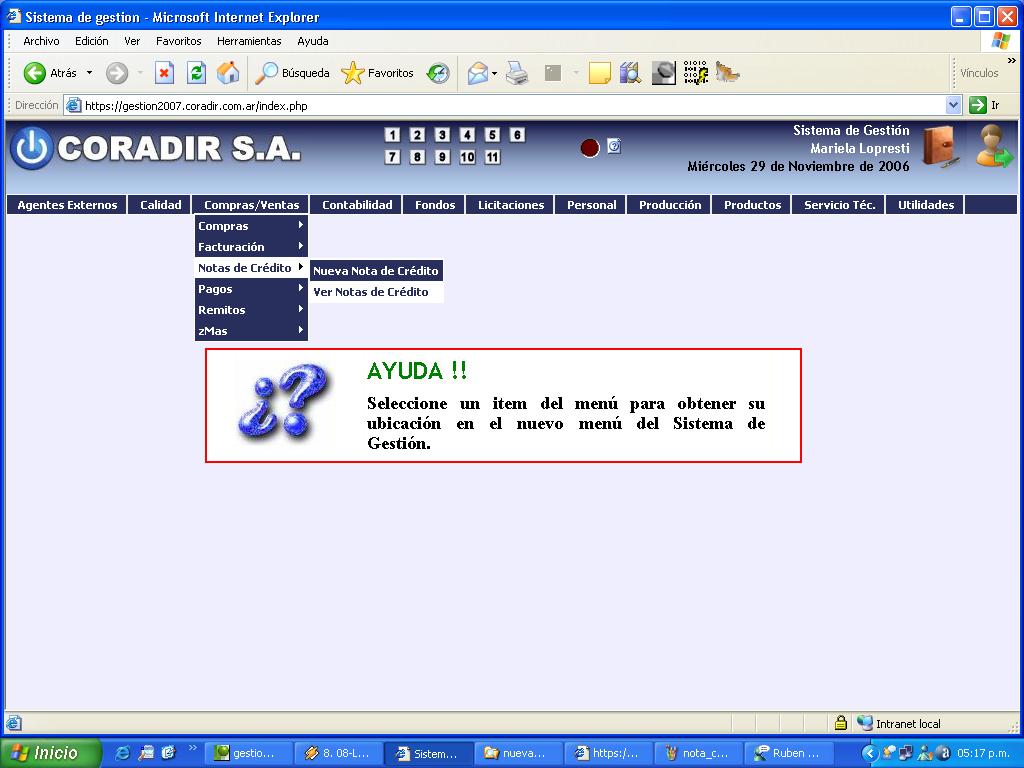 Sistema de gestion - Microsoft Internet Explorer
Archivo Edición Ver Favoritos Herramientas Ayuda
Atrás Búsqueda Favoritos Vínculos »
Dirección https://gestion2007.coradir.com.ar/index.php Ir
CORADIR S.A.
1 2 3 4 5 6
7 8 9 10 11
Sistema de Gestión
Mariela Lopresti
Miércoles 29 de Noviembre de 2006
Agentes Externos Calidad Compras/Ventas Contabilidad Fondos Licitaciones Personal Producción Productos Servicio Téc. Utilidades
Compras
Facturación
Notas de Crédito Nueva Nota de Crédito
Pagos Ver Notas de Crédito
Remitos
zMas
¿?
AYUDA !!
Seleccione un item del menú para obtener su
ubicación en el nuevo menú del Sistema de
Gestión.
Intranet local
Inicio » gestio... 8. 08-L... Sistem... nueva... https:/... nota_c... Ruben ... 05:17 p.m.